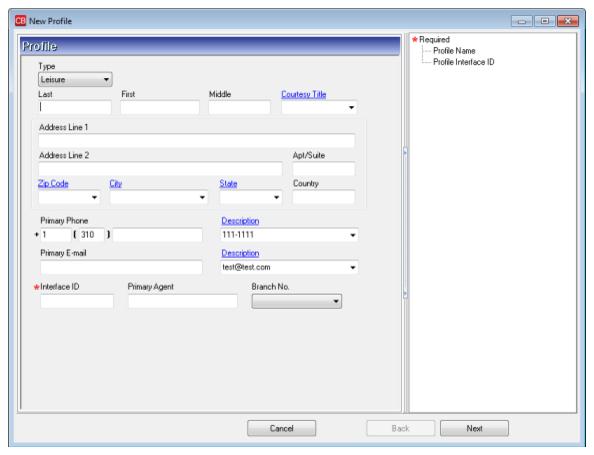 CB New Profile
Profile
Type
Leisure
Last First Middle Courtesy Title
Address Line 1
Address Line 2 Apt/Suite
Zip Code City State Country
Primary Phone Description
+ 1 ( 310 ) 111-1111
Primary E-mail Description
test@test.com
*Interface ID Primary Agent Branch No.
Cancel Back Next
* Required
Profile Name
Profile Interface ID